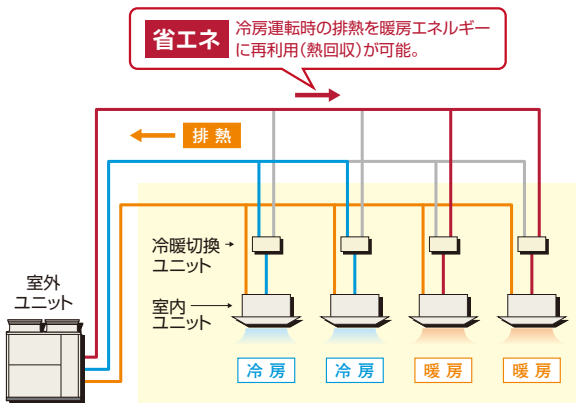 省エネ
冷房運転時の排熱を暖房エネルギー
に再利用(熱回収)が可能。
排熱
冷暖切換
ユニット
室外
ユニット
室内
ユニット
冷房
冷房
暖房
暖房